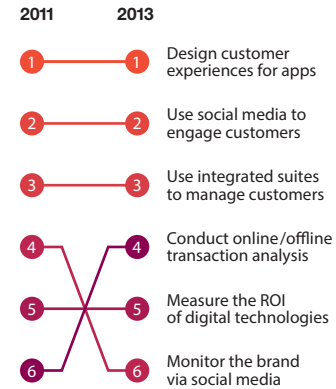 2011 2013
1 1 Design customer
experiences for apps
2 2 Use social media to
engage customers
3 3 Use integrated suites
to manage customers
4 4 Conduct online/offline
transaction analysis
5 5 Measure the ROI
of digital technologies
6 6 Monitor the brand
via social media